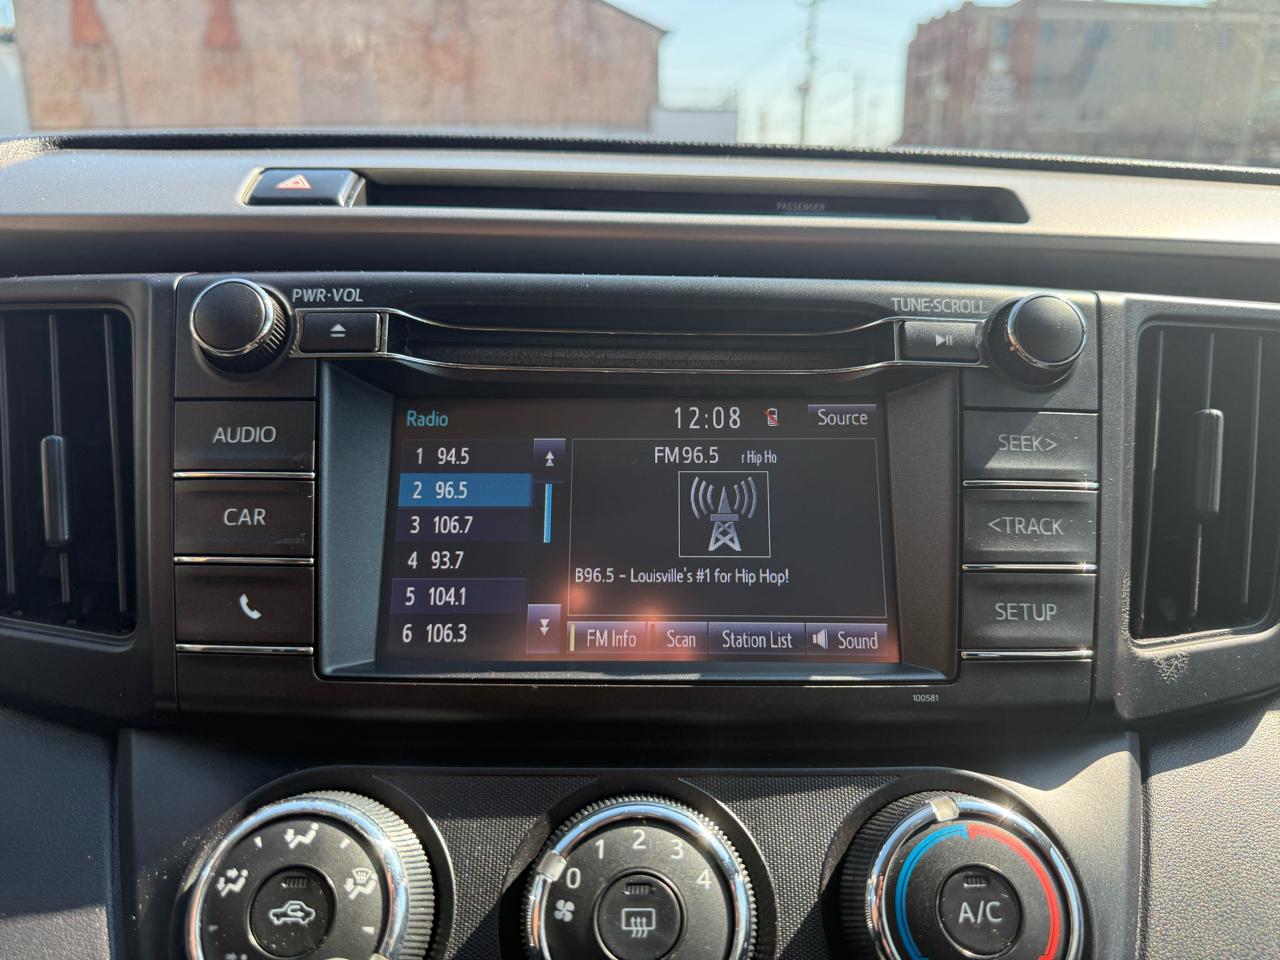 PASSENGER
PWR·VOL
TUNE·SCROLL
AUDIO
CAR
SEEK>
<TRACK
SETUP
Radio
12:08
Source
1 94.5
2 96.5
3 106.7
4 93.7
5 104.1
6 106.3
FM 96.5
r Hip Ho
B96.5 – Louisville's #1 for Hip Hop!
FM Info
Scan
Station List
Sound
100581
0 1 2 3 4
A/C